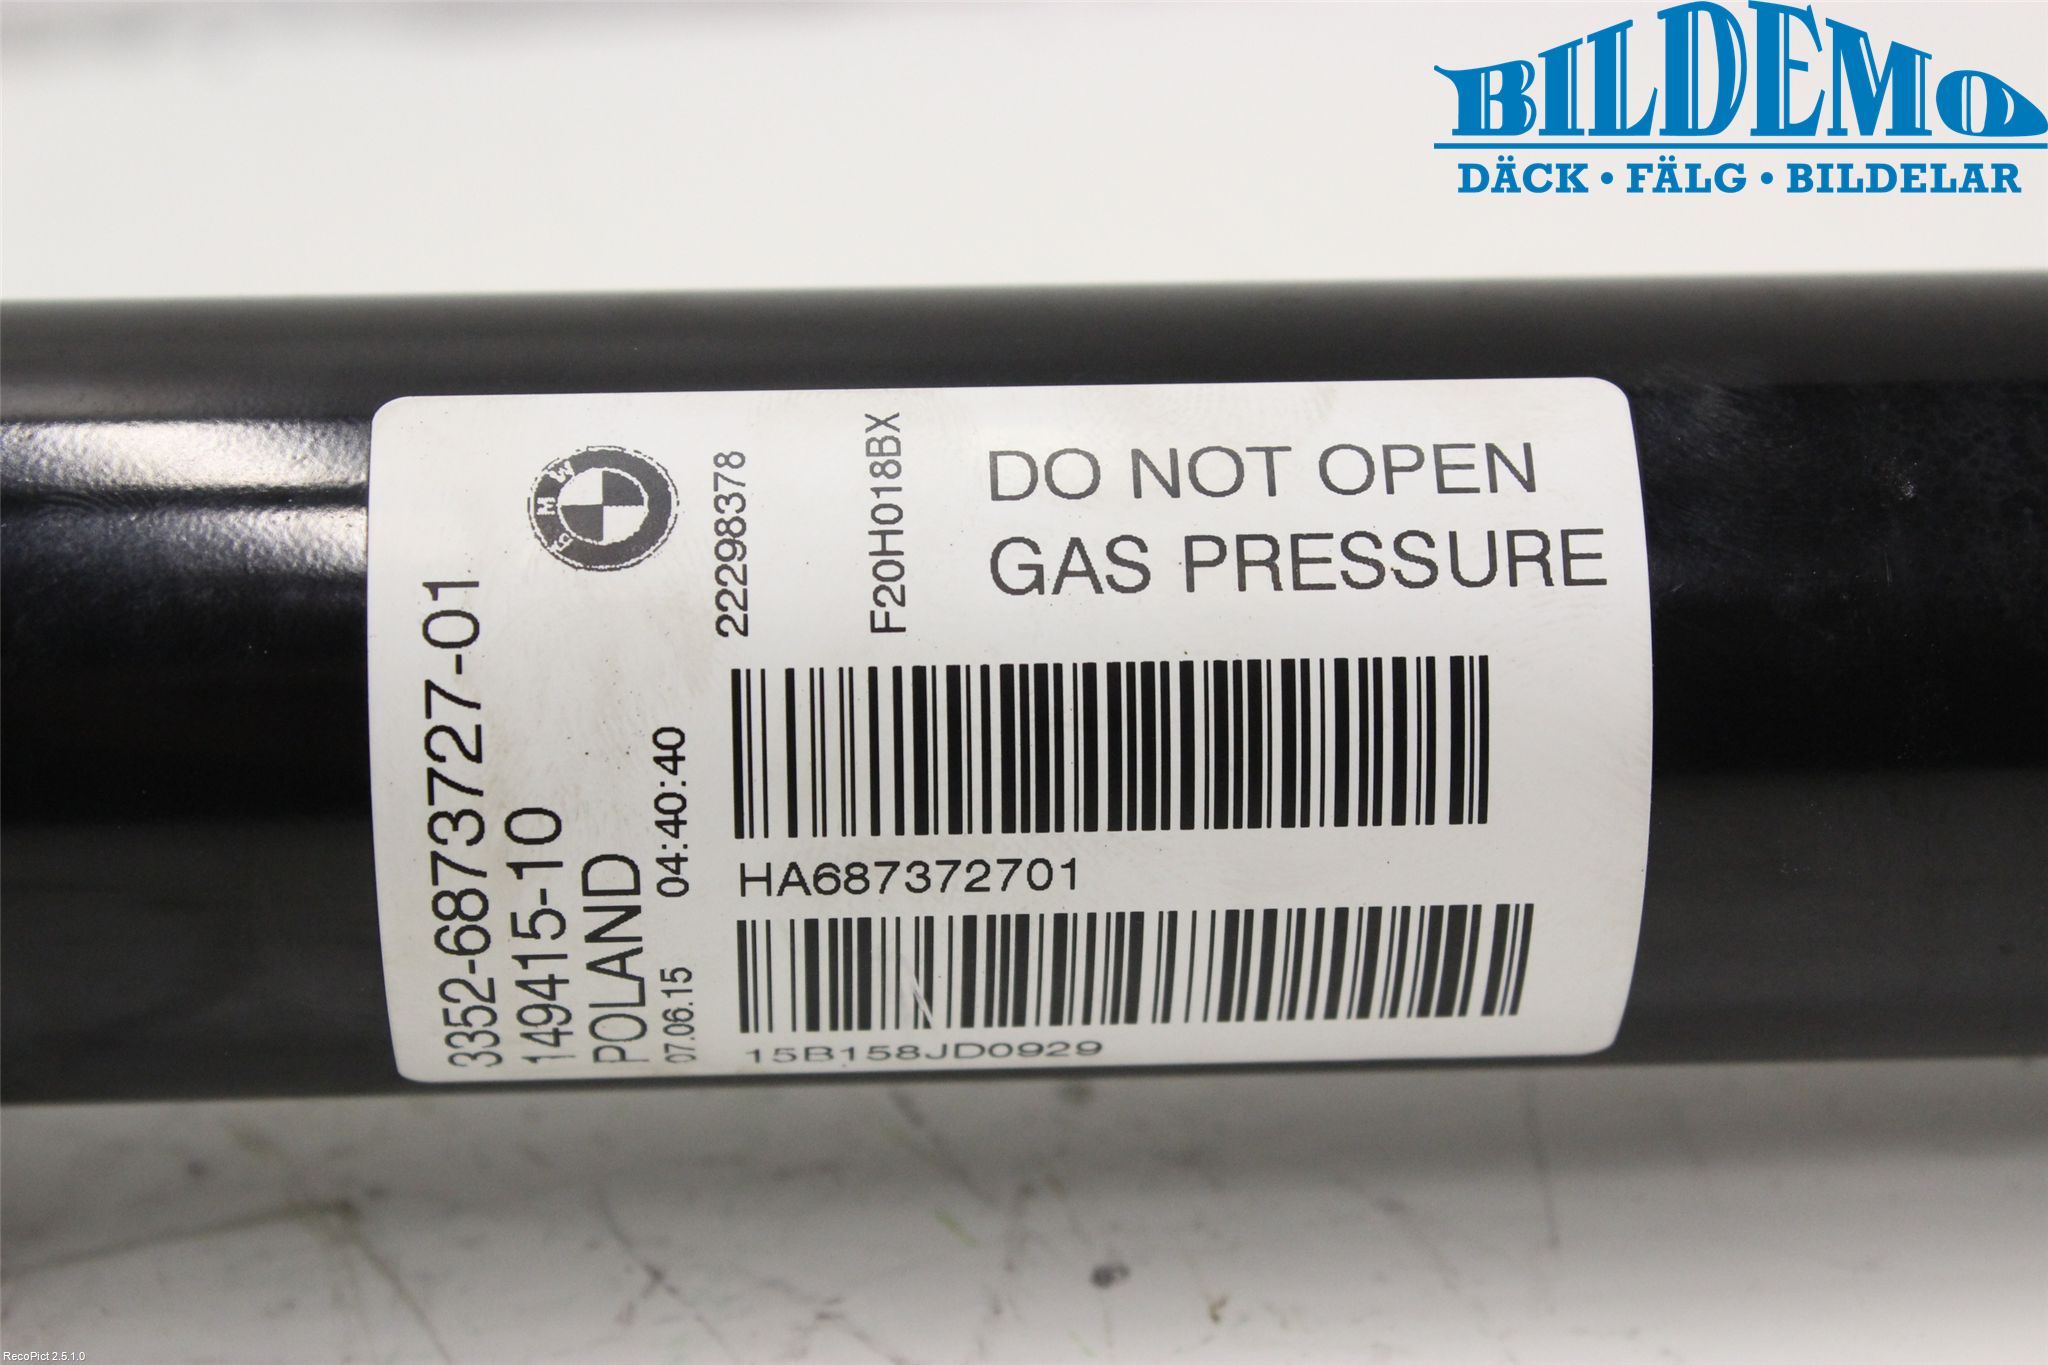 BILDEMO
DÄCK • FÄLG • BILDELAR
3352-6873727-01
149415-10
POLAND
07.06.15 04:40:40
BMW
22298378
F20H018BX
DO NOT OPEN
GAS PRESSURE
HA687372701
15B158JD0929
RecoPict 2.5.1.0